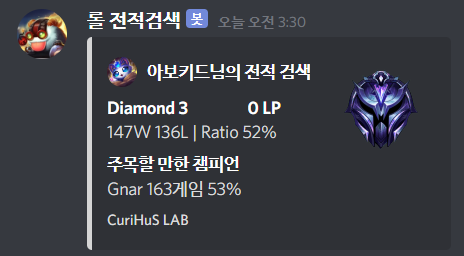 롤 전적검색 봇 오늘 오전 3:30
아보키드님의 전적 검색
Diamond 3 0 LP
147W 136L | Ratio 52%
주목할 만한 챔피언
Gnar 163게임 53%
CuriHuS LAB